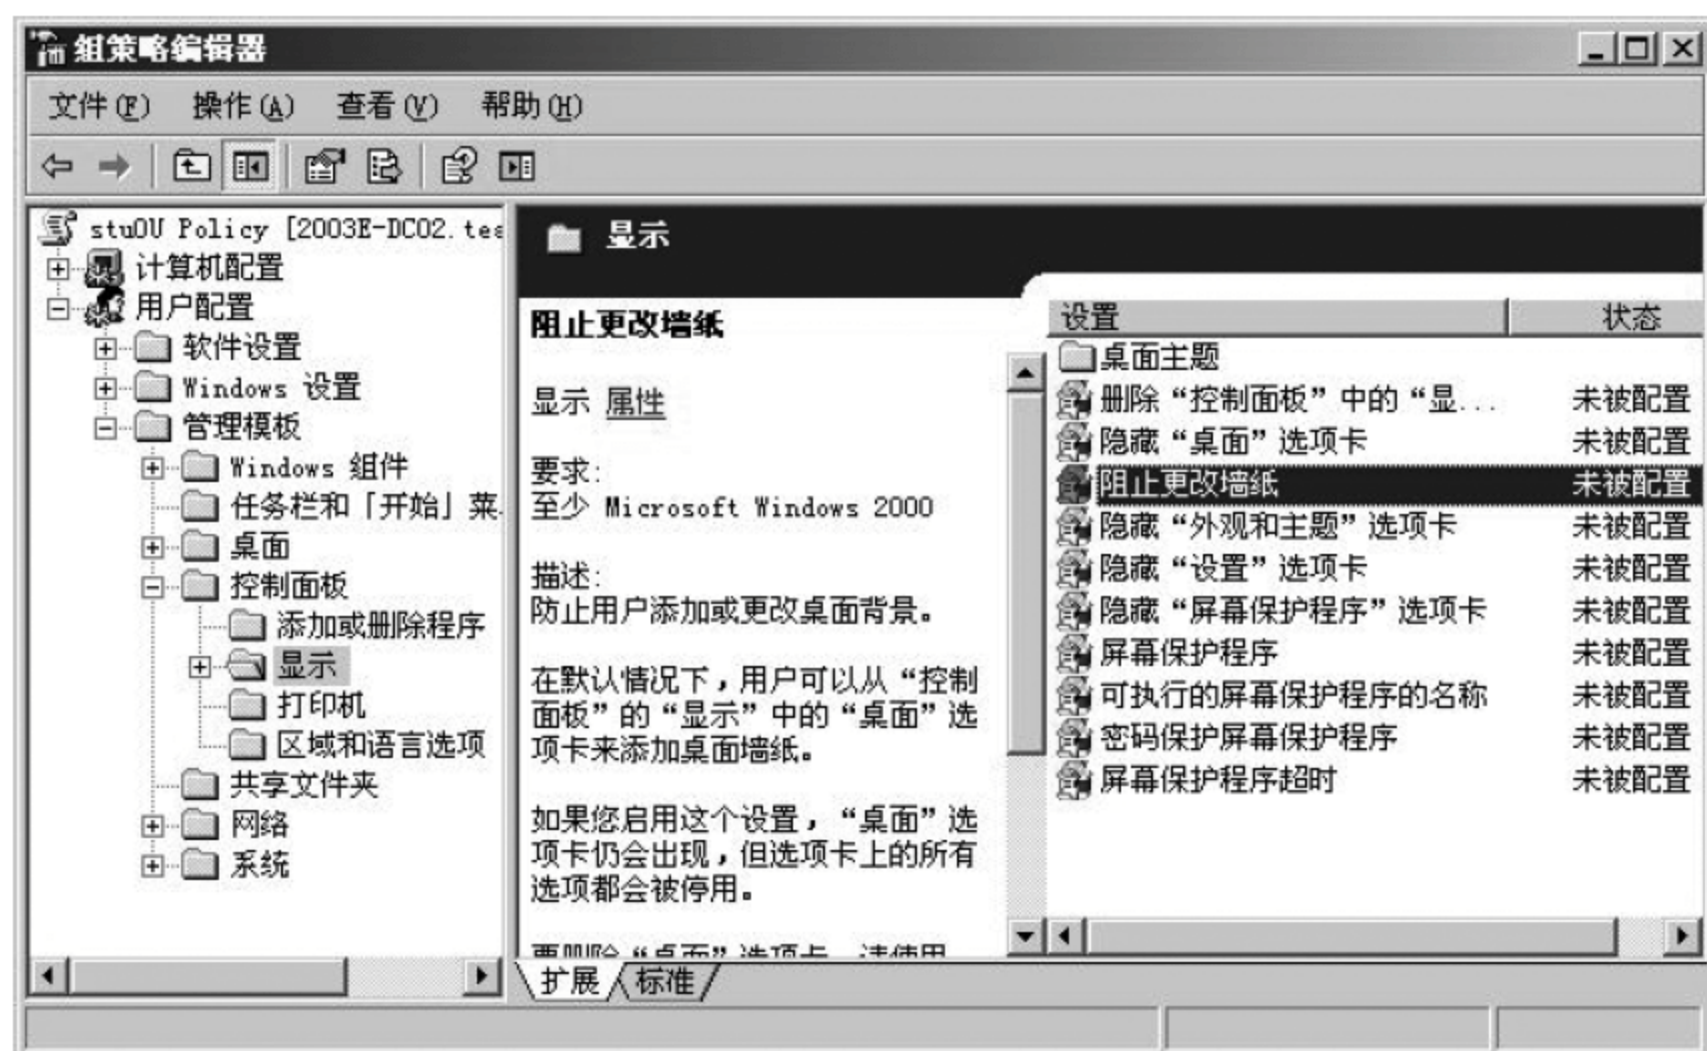 组策略编辑器
文件(F) 操作(A) 查看(V) 帮助(H)
stuOU Policy [2003E-DC02.tes
计算机配置
用户配置
软件设置
Windows 设置
管理模板
Windows 组件
任务栏和「开始」菜
桌面
控制面板
添加或删除程序
显示
打印机
区域和语言选项
共享文件夹
网络
系统
显示
阻止更改墙纸
显示 属性
要求:
至少 Microsoft Windows 2000
描述:
防止用户添加或更改桌面背景。
在默认情况下，用户可以从“控制
面板”的“显示”中的“桌面”选
项卡来添加桌面墙纸。
如果您启用这个设置，“桌面”选
项卡仍会出现，但选项卡上的所有
选项都会被停用。
要删除“桌面”选项卡，请使用
设置 状态
桌面主题
删除“控制面板”中的“显... 未被配置
隐藏“桌面”选项卡 未被配置
阻止更改墙纸 未被配置
隐藏“外观和主题”选项卡 未被配置
隐藏“设置”选项卡 未被配置
隐藏“屏幕保护程序”选项卡 未被配置
屏幕保护程序 未被配置
可执行的屏幕保护程序的名称 未被配置
密码保护屏幕保护程序 未被配置
屏幕保护程序超时 未被配置
扩展 标准